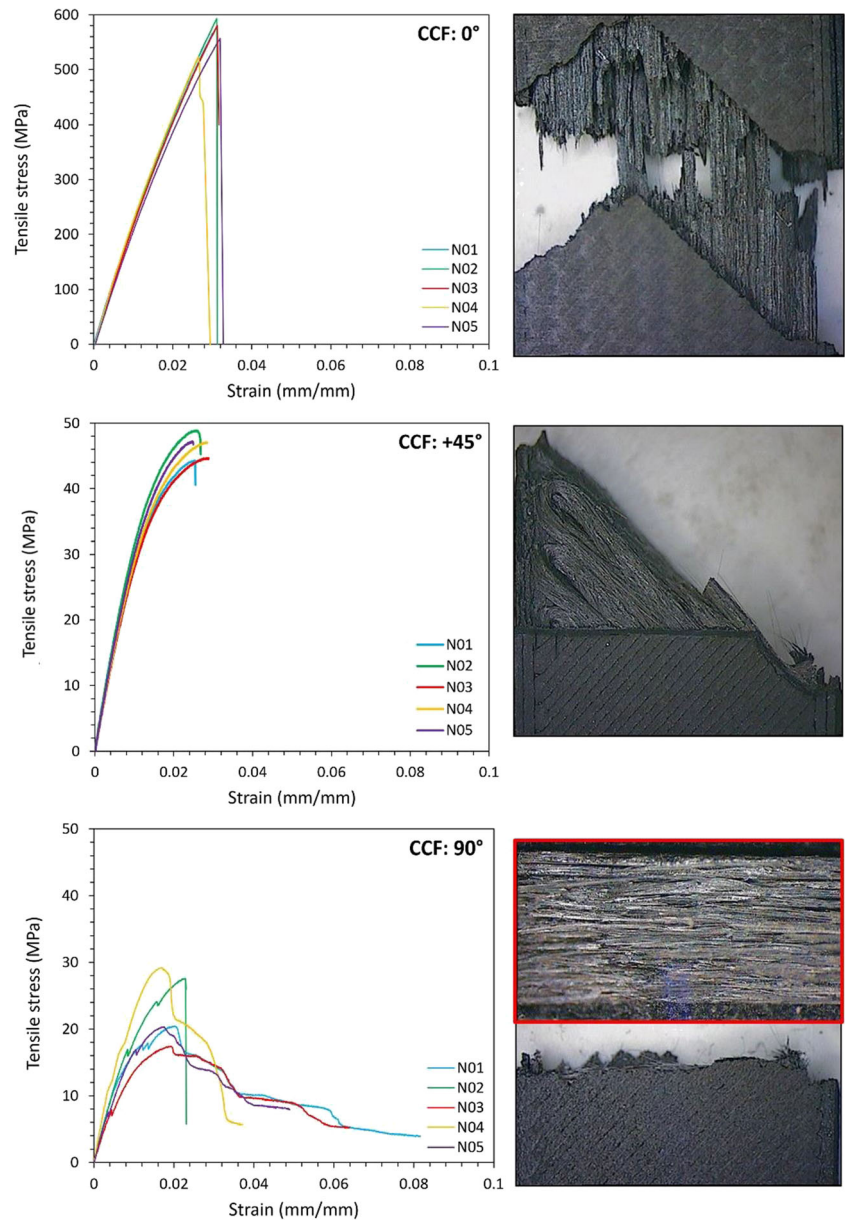 CCF: 0°
Tensile stress (MPa)
600
500
400
300
200
100
0
N01
N02
N03
N04
N05
0 0.02 0.04 0.06 0.08 0.1
Strain (mm/mm)
CCF: +45°
Tensile stress (MPa)
50
40
30
20
10
0
N01
N02
N03
N04
N05
0 0.02 0.04 0.06 0.08 0.1
Strain (mm/mm)
CCF: 90°
Tensile stress (MPa)
50
40
30
20
10
0
N01
N02
N03
N04
N05
0 0.02 0.04 0.06 0.08 0.1
Strain (mm/mm)